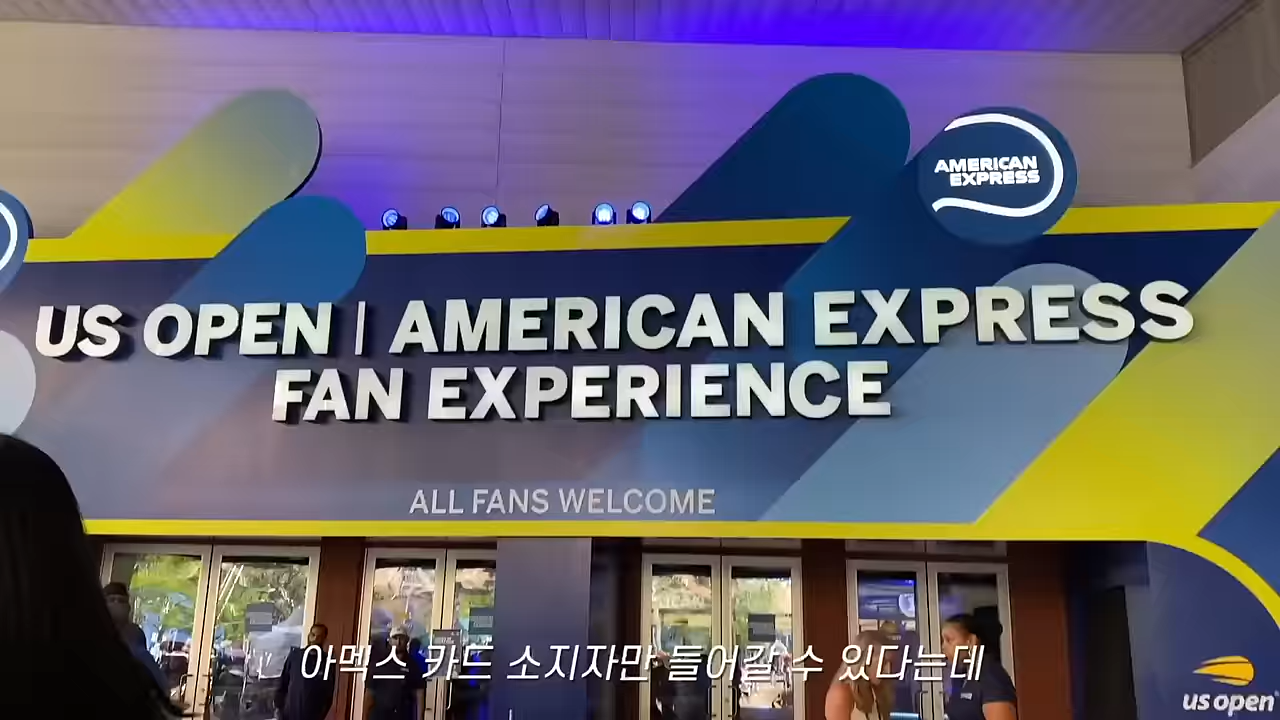 AMERICAN
EXPRESS
US OPEN | AMERICAN EXPRESS
FAN EXPERIENCE
ALL FANS WELCOME
아멕스 카드 소지자만 들어갈 수 있다는데
us open